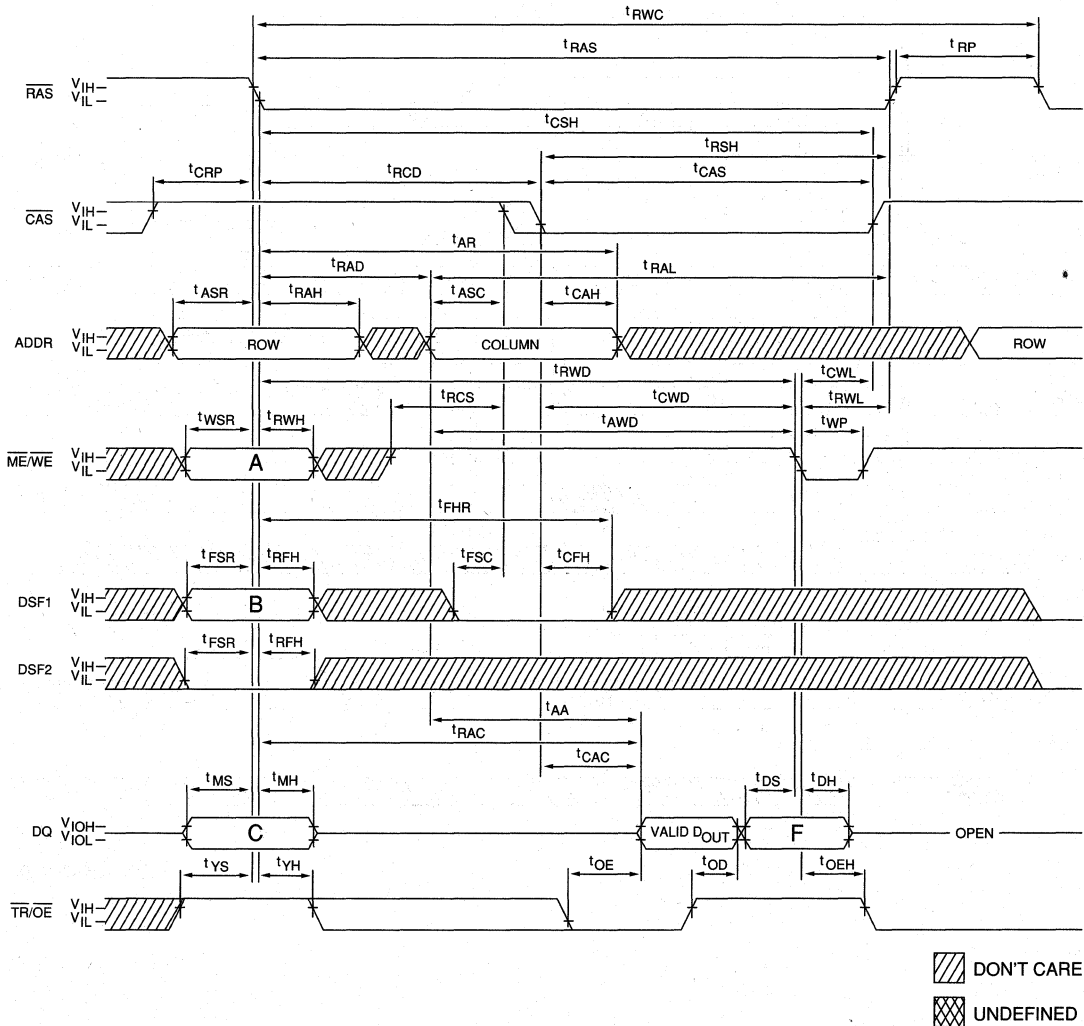 tRWC
tRAS
tRP
RAS VIH VIL
tCSH
tRSH
tCRP tRCD tCAS
CAS VIH VIL
tAR
tRAD tRAL
tASR tRAH tASC tCAH
ADDR VIH VIL ROW COLUMN ROW
tRWD tCWL
tRCS tCWD tRWL
tWSR tRWH tAWD tWP
ME/WE VIH VIL A
tFHR
tFSR tRFH tFSC tCFH
DSF1 VIH VIL B
tFSR tRFH
DSF2 VIH VIL
tAA
tRAC
tCAC
tMS tMH tDS tDH
DQ VIOH VIOL C VALID DOUT F OPEN
tYS tYH tOE tOD tOEH
TR/OE VIH VIL
DON'T CARE
UNDEFINED